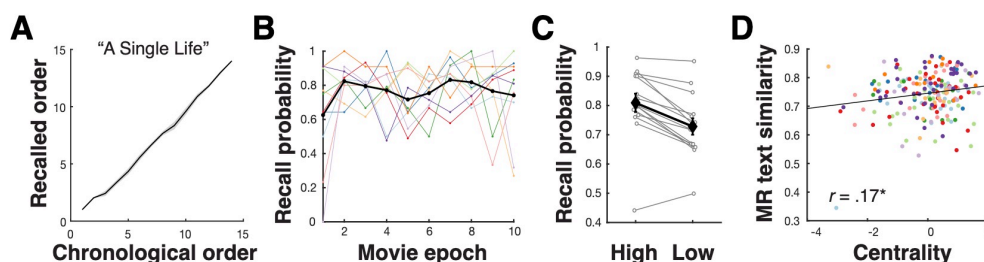 A
“A Single Life”
Recalled order
15
10
5
0
0
5
10
15
Chronological order
B
Recall probability
1
0.8
0.6
0.4
0.2
0
2
4
6
8
10
Movie epoch
C
Recall probability
1
0.9
0.8
0.7
0.6
0.5
0.4
High Low
D
MR text similarity
0.9
0.8
0.7
0.6
0.5
0.4
0.3
r = .17*
-4
-2
0
Centrality